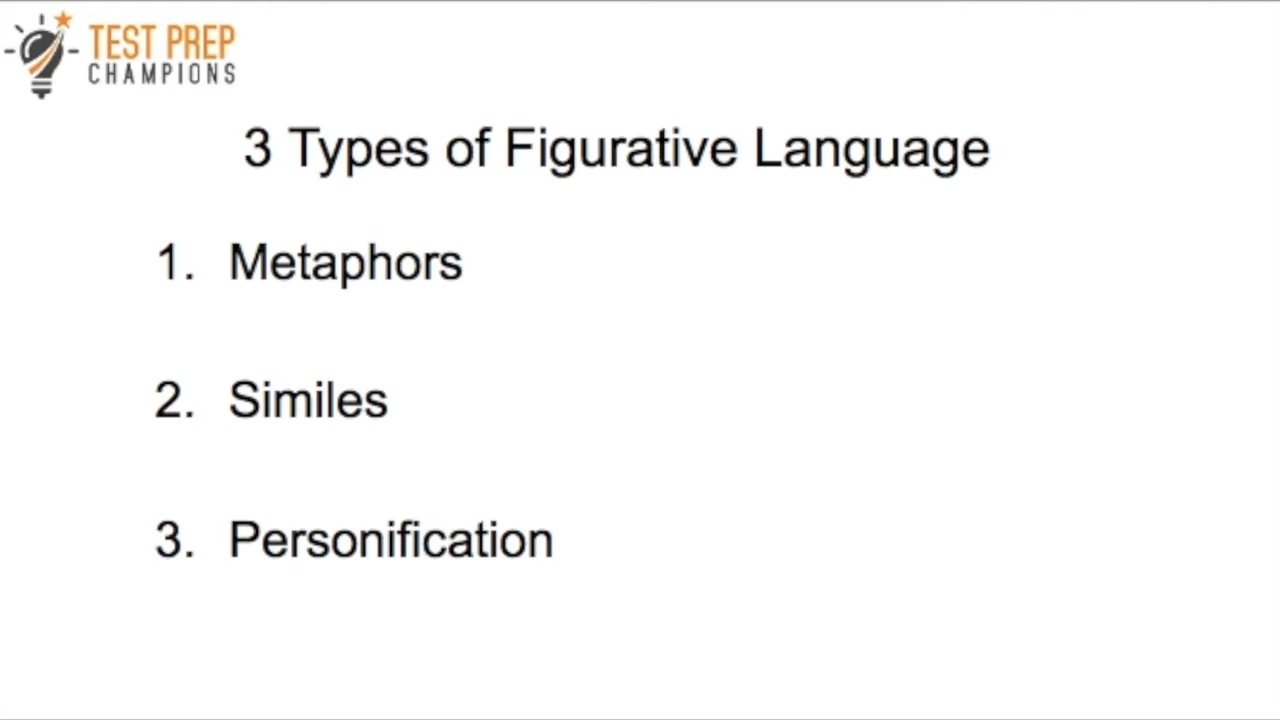 TEST PREP
CHAMPIONS
3 Types of Figurative Language
1. Metaphors
2. Similes
3. Personification